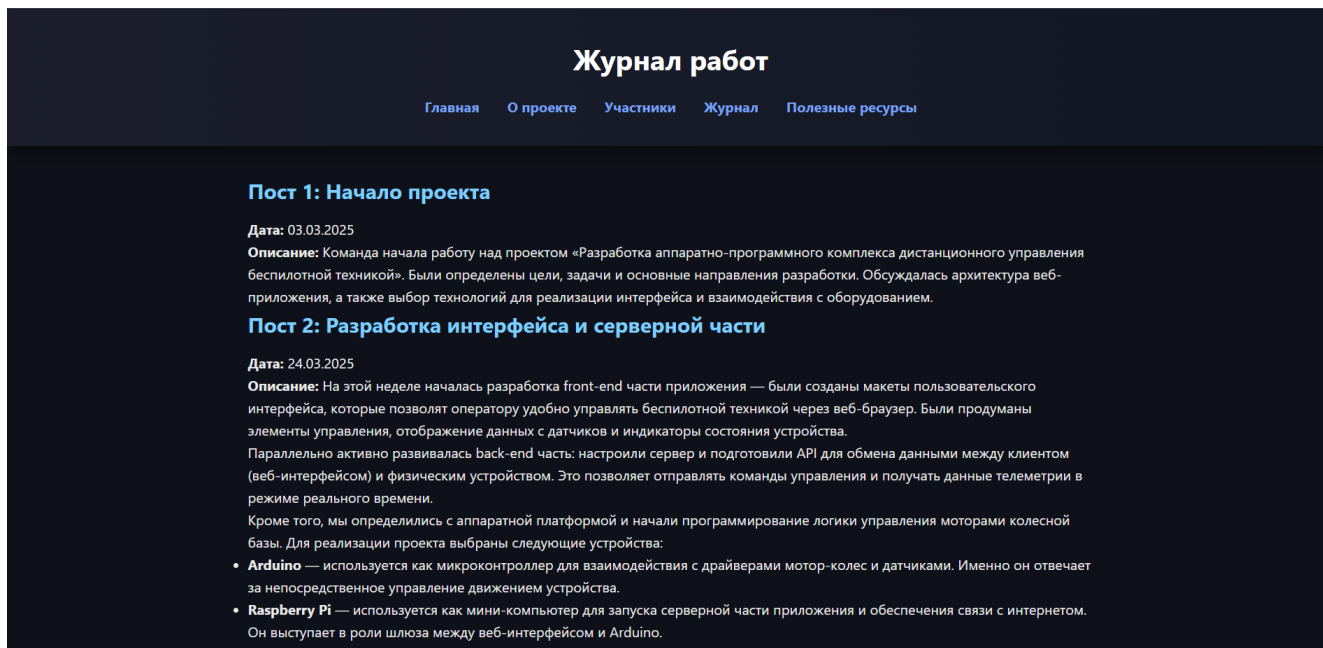 Журнал работ
Главная О проекте Участники Журнал Полезные ресурсы
Пост 1: Начало проекта
Дата: 03.03.2025
Описание: Команда начала работу над проектом «Разработка аппаратно-программного комплекса дистанционного управления
беспилотной техникой». Были определены цели, задачи и основные направления разработки. Обсуждалась архитектура веб-
приложения, а также выбор технологий для реализации интерфейса и взаимодействия с оборудованием.
Пост 2: Разработка интерфейса и серверной части
Дата: 24.03.2025
Описание: На этой неделе началась разработка front-end части приложения — были созданы макеты пользовательского
интерфейса, которые позволят оператору удобно управлять беспилотной техникой через веб-браузер. Были продуманы
элементы управления, отображение данных с датчиков и индикаторы состояния устройства.
Параллельно активно развивалась back-end часть: настроили сервер и подготовили API для обмена данными между клиентом
(веб-интерфейсом) и физическим устройством. Это позволяет отправлять команды управления и получать данные телеметрии в
режиме реального времени.
Кроме того, мы определились с аппаратной платформой и начали программирование логики управления моторами колесной
базы. Для реализации проекта выбраны следующие устройства:
• Arduino — используется как микроконтроллер для взаимодействия с драйверами мотор-колес и датчиками. Именно он отвечает
за непосредственное управление движением устройства.
• Raspberry Pi — используется как мини-компьютер для запуска серверной части приложения и обеспечения связи с интернетом.
Он выступает в роли шлюза между веб-интерфейсом и Arduino.